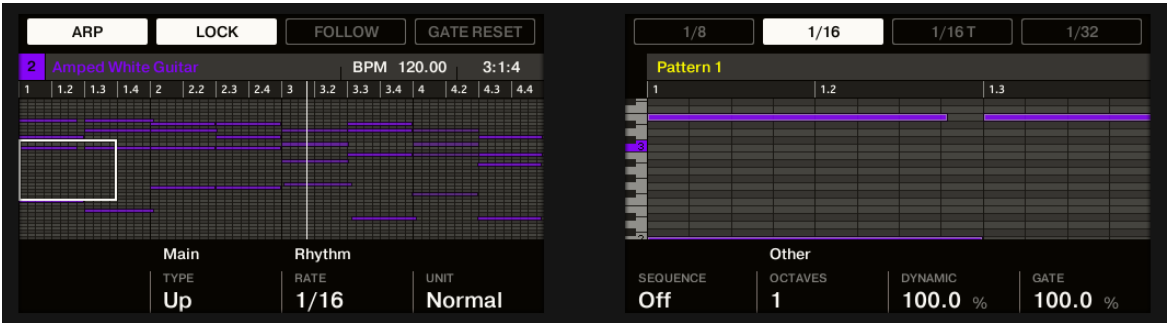 ARP LOCK FOLLOW GATE RESET
2 Amped White Guitar BPM 120.00 3:1:4
1 1.2 1.3 1.4 2 2.2 2.3 2.4 3 3.2 3.3 3.4 4 4.2 4.3 4.4
Main Rhythm
TYPE RATE UNIT
Up 1/16 Normal
1/8 1/16 1/16 T 1/32
Pattern 1
1 1.2 1.3
3
2
Other
SEQUENCE OCTAVES DYNAMIC GATE
Off 1 100.0 % 100.0 %